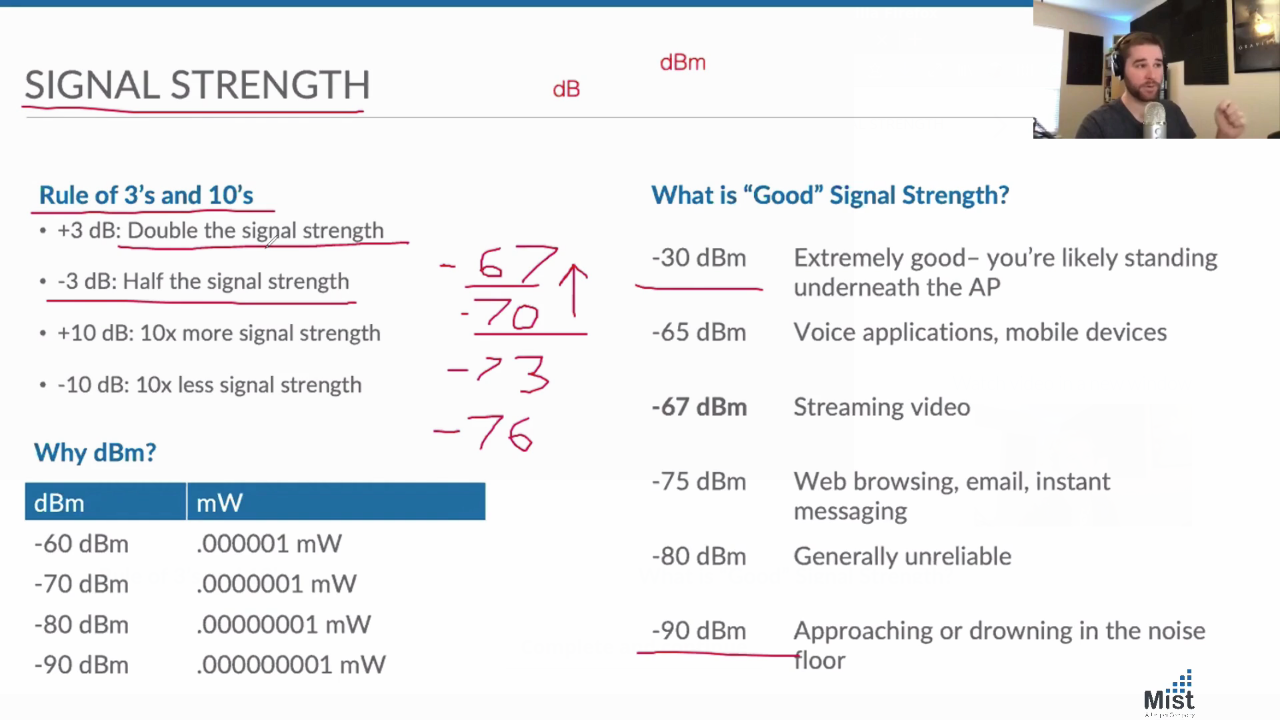 SIGNAL STRENGTH
dB
dBm
Rule of 3's and 10's
• +3 dB: Double the signal strength
• -3 dB: Half the signal strength
• +10 dB: 10x more signal strength
• -10 dB: 10x less signal strength
-67
-70
-73
-76
Why dBm?
dBm mW
-60 dBm .000001 mW
-70 dBm .0000001 mW
-80 dBm .00000001 mW
-90 dBm .000000001 mW
What is “Good” Signal Strength?
-30 dBm Extremely good– you're likely standing
underneath the AP
-65 dBm Voice applications, mobile devices
-67 dBm Streaming video
-75 dBm Web browsing, email, instant
messaging
-80 dBm Generally unreliable
-90 dBm Approaching or drowning in the noise
floor
Mist